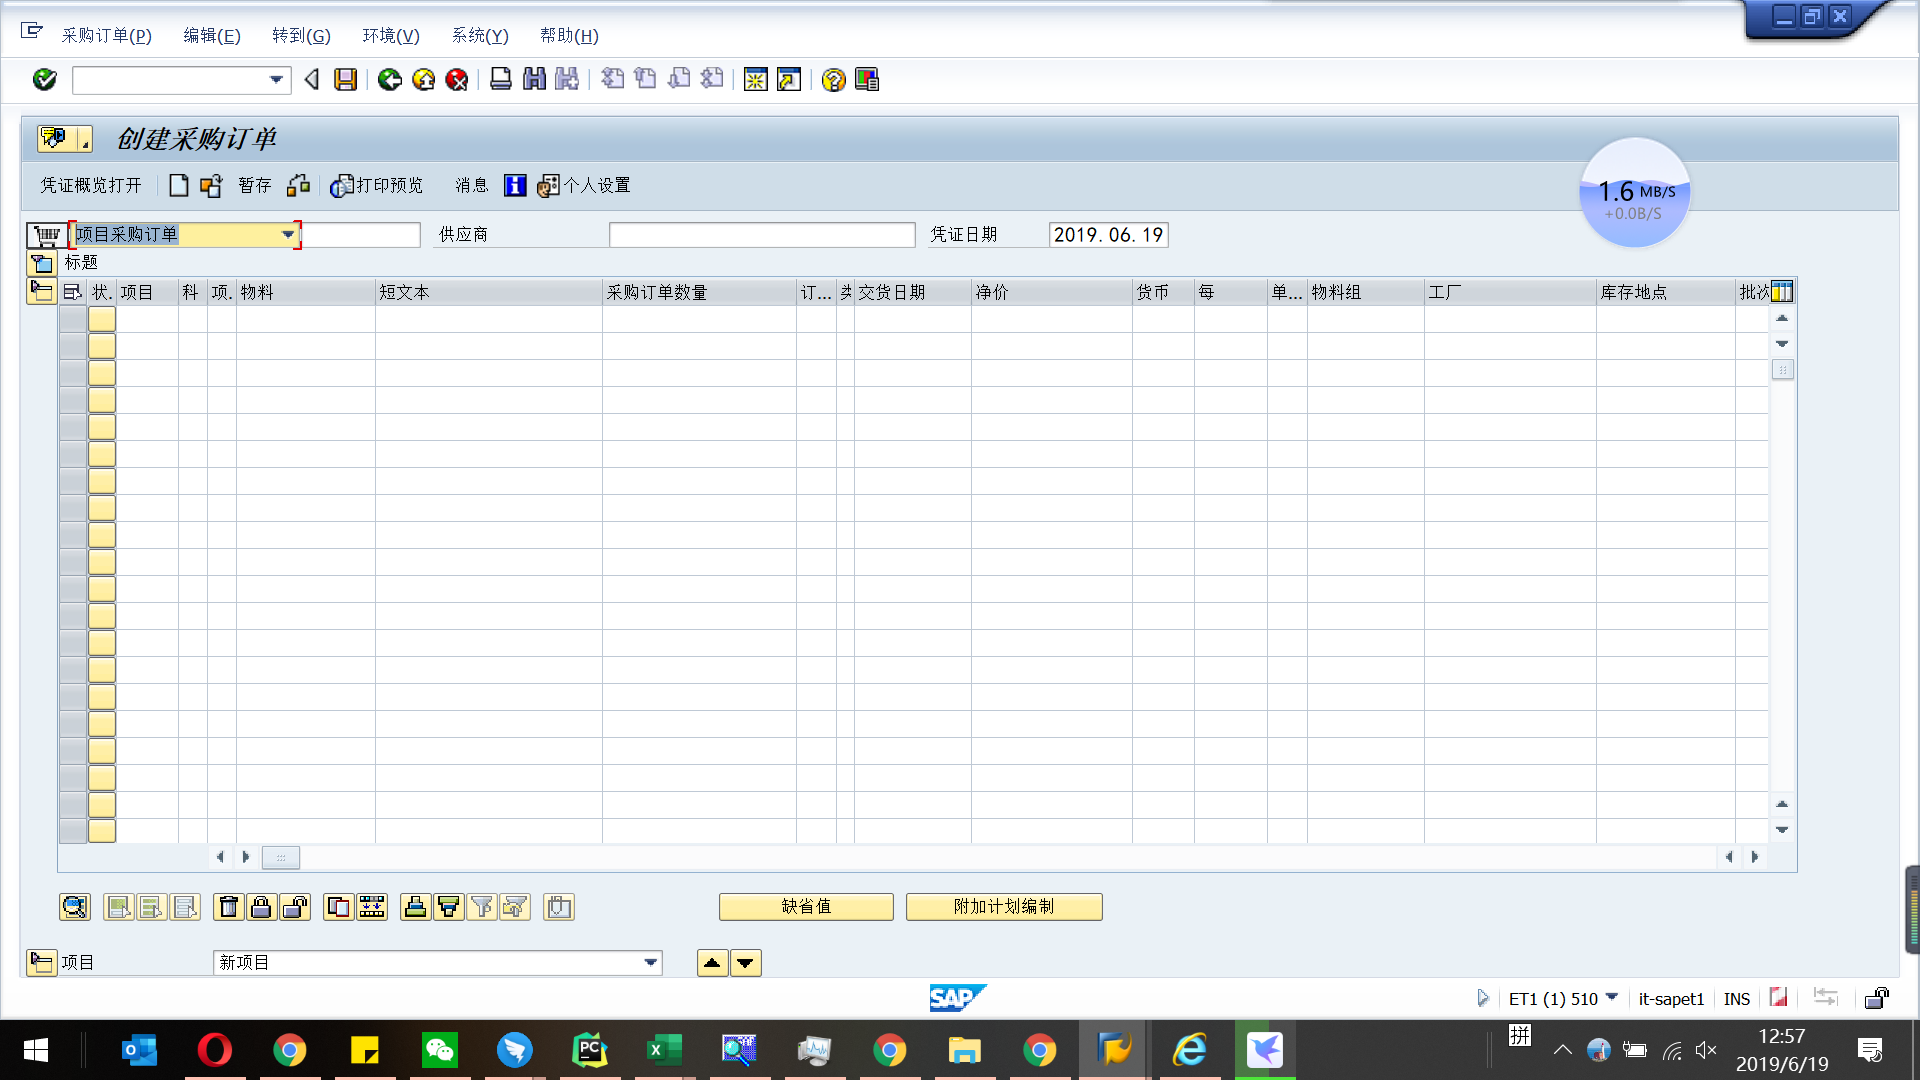 采购订单(P) 编辑(E) 转到(G) 环境(V) 系统(Y) 帮助(H)
创建采购订单
凭证概览打开 暂存 打印预览 消息 个人设置
1.6 MB/S
+0.0B/S
项目采购订单 供应商 凭证日期 2019.06.19
标题
状. 项目 科 项. 物料 短文本 采购订单数量 订... 交货日期 净价 货币 每 单... 物料组 工厂 库存地点 批次
缺省值 附加计划编制
项目 新项目
SAP ET1 (1) 510 it-sapet1 INS
拼 12:57
2019/6/19